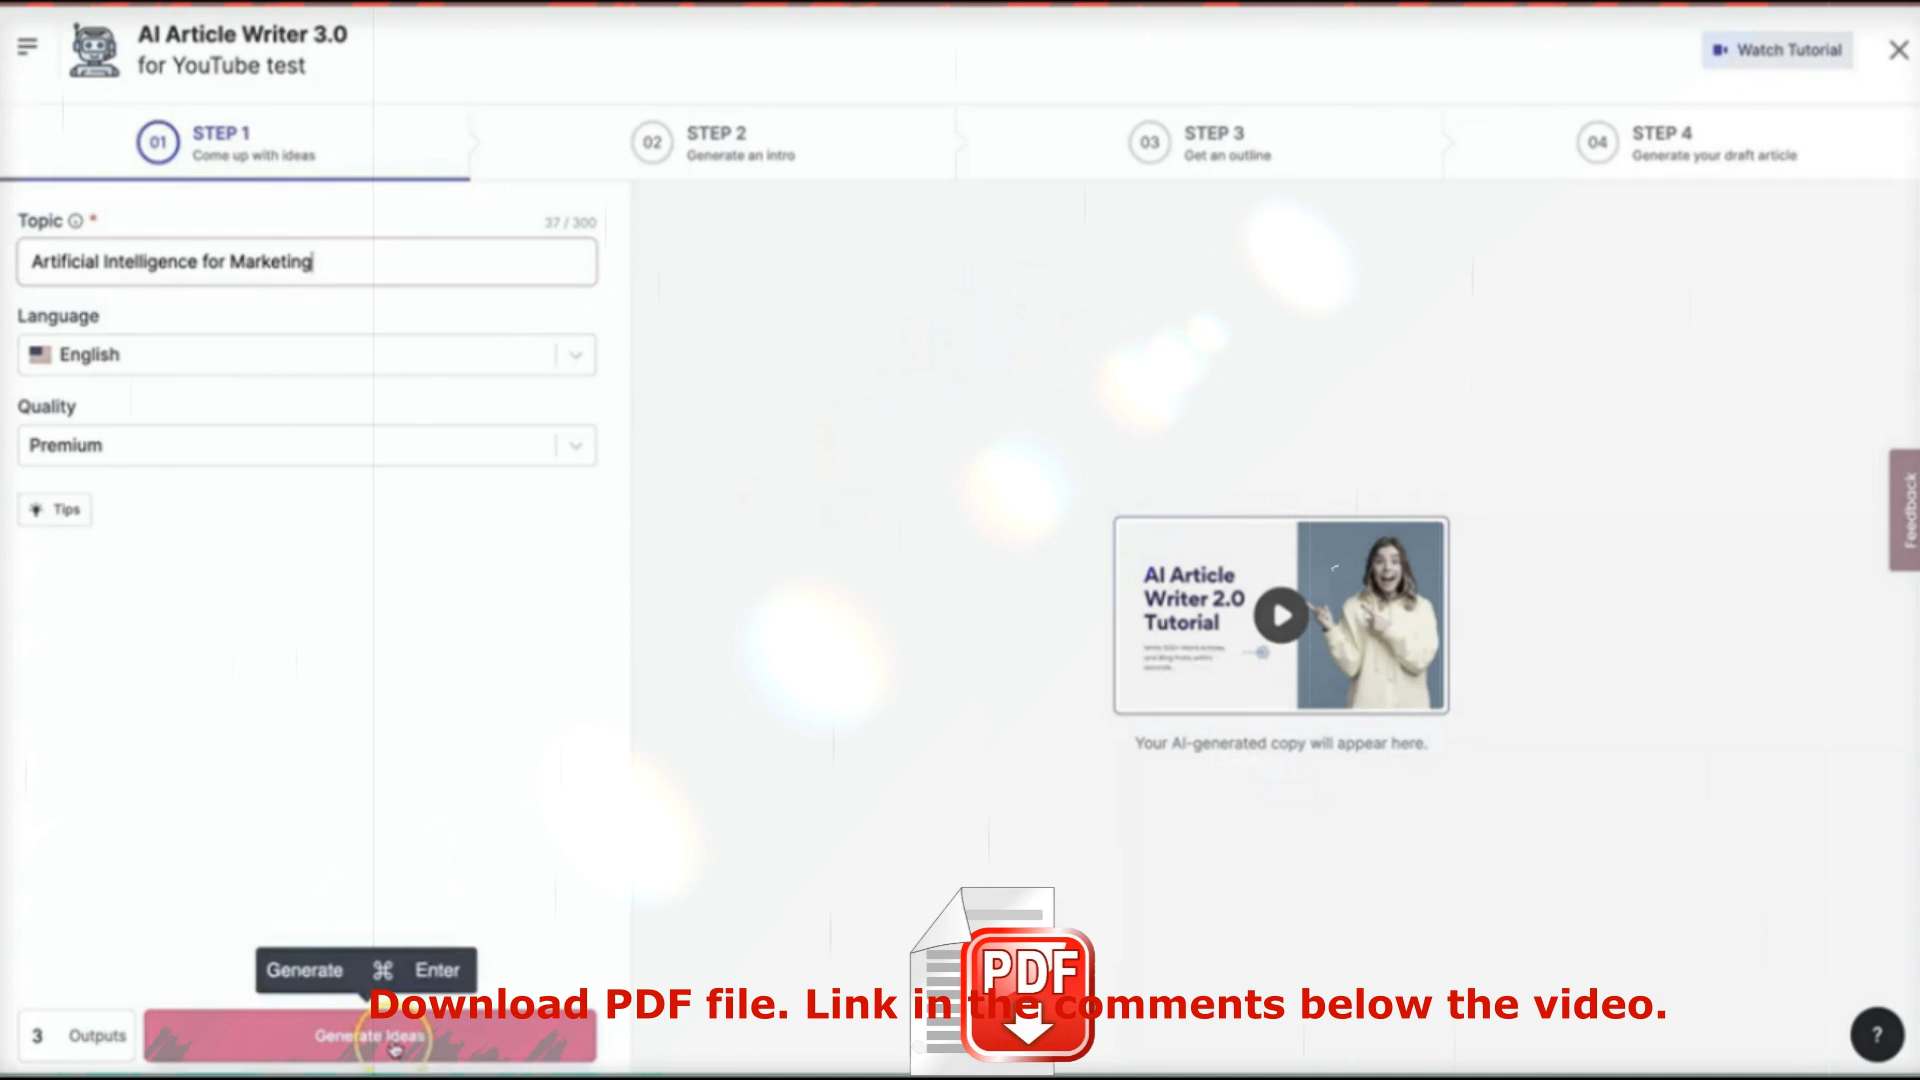 AI Article Writer 3.0
for YouTube test
Watch Tutorial
01
STEP 1
Come up with ideas
02
STEP 2
Generate an intro
03
STEP 3
Get an outline
04
STEP 4
Generate your draft article
Topic *
37 / 300
Artificial Intelligence for Marketing
Language
English
Quality
Premium
Tips
Feedback
AI Article
Writer 2.0
Tutorial
Your AI-generated copy will appear here.
Generate ⌘ Enter
PDF
Download PDF file. Link in the comments below the video.
3 Outputs
Generate Ideas
?